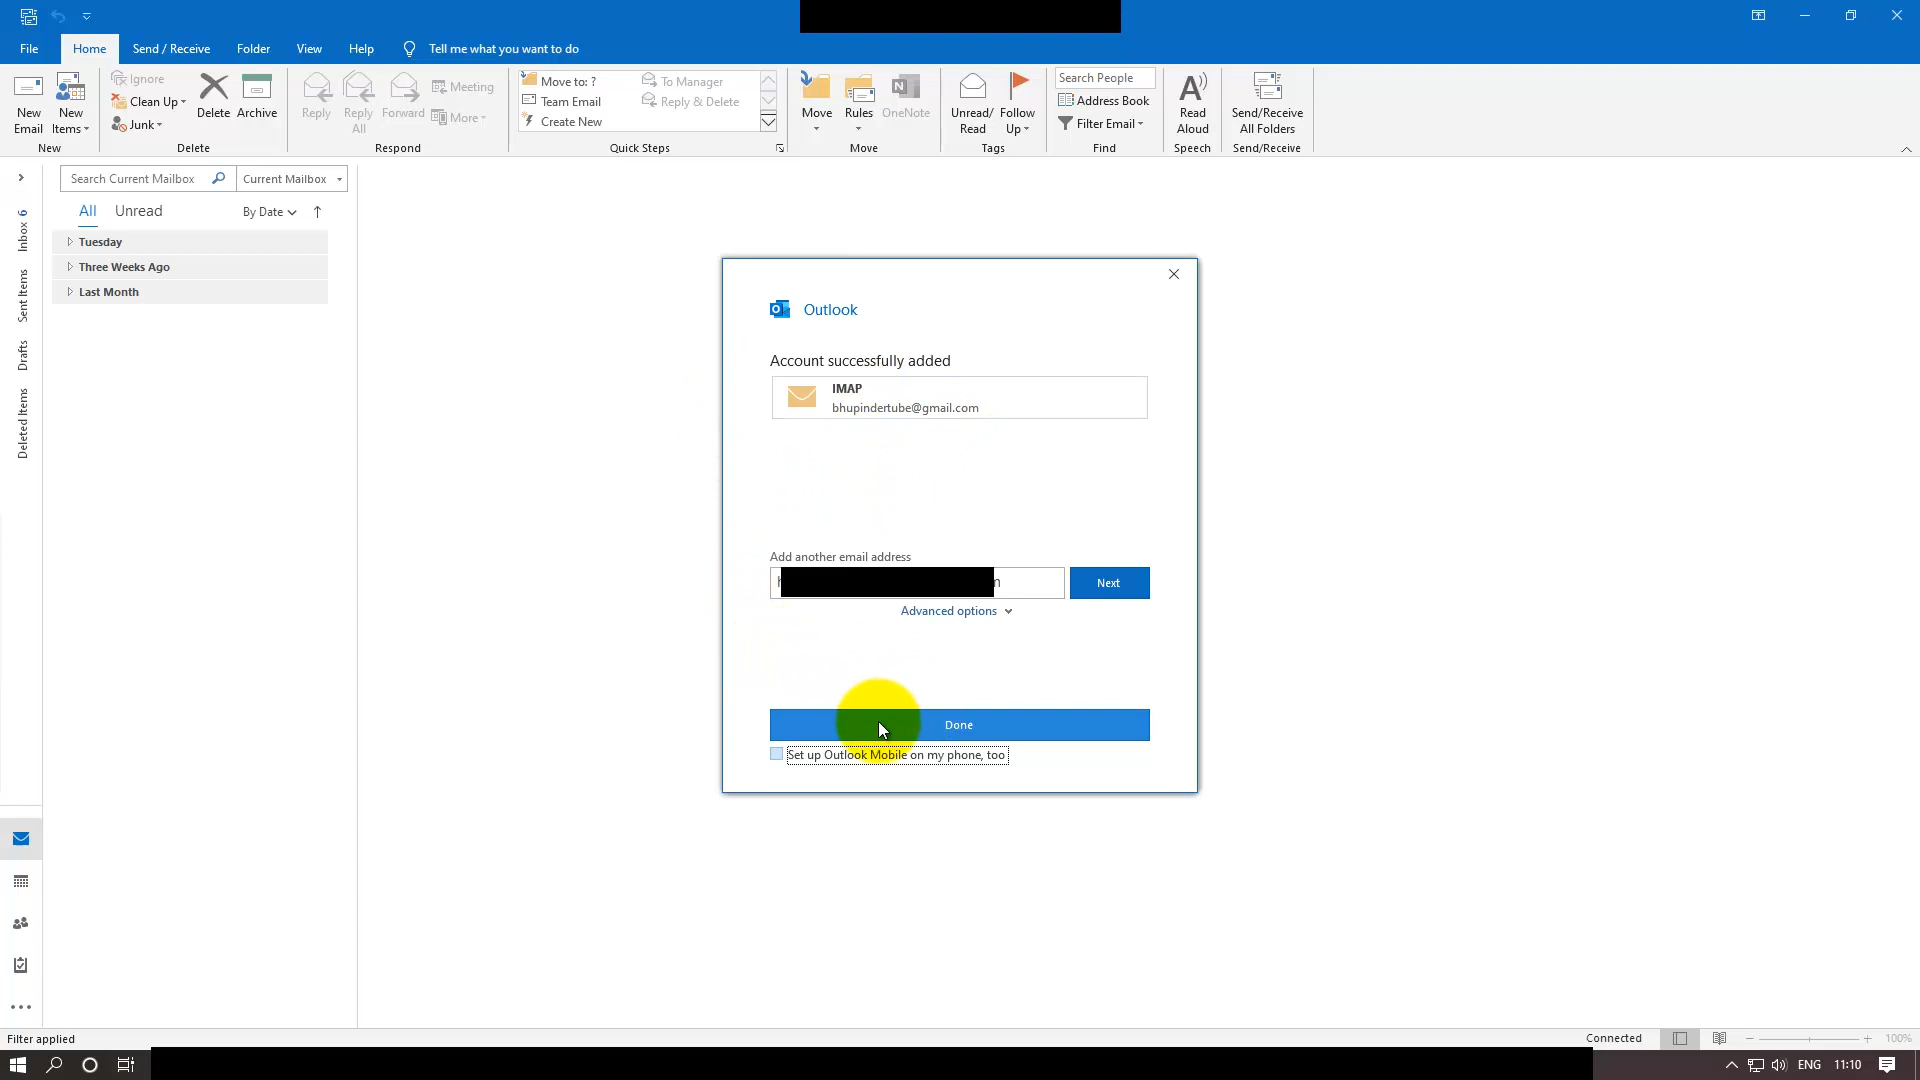 File
Home
Send / Receive
Folder
View
Help
Tell me what you want to do
New
Email
New
Items
Ignore
Clean Up
Junk
Delete
Archive
Delete
Reply
Reply
All
Forward
Meeting
More
Respond
Move to: ?
Team Email
Create New
To Manager
Reply & Delete
Quick Steps
Move
Rules
OneNote
Move
Unread/
Read
Follow
Up
Tags
Search People
Address Book
Filter Email
Find
Read
Aloud
Speech
Send/Receive
All Folders
Send/Receive
New
Search Current Mailbox
Current Mailbox
All
Unread
By Date
Tuesday
Three Weeks Ago
Last Month
Inbox 6
Sent Items
Drafts
Deleted Items
Outlook
Account successfully added
IMAP
bhupindertube@gmail.com
Add another email address
Next
Advanced options
Done
Set up Outlook Mobile on my phone, too
Filter applied
Connected
100%
ENG
11:10